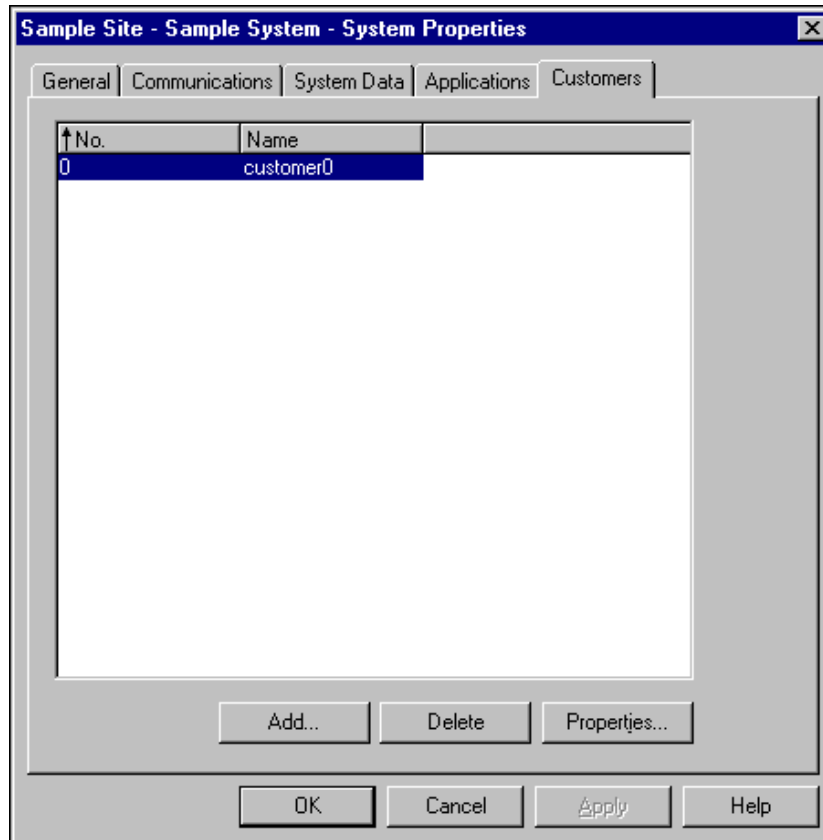 Sample Site - Sample System - System Properties
General Communications System Data Applications Customers
No. Name
0 customer0
Add... Delete Properties...
OK Cancel Apply Help